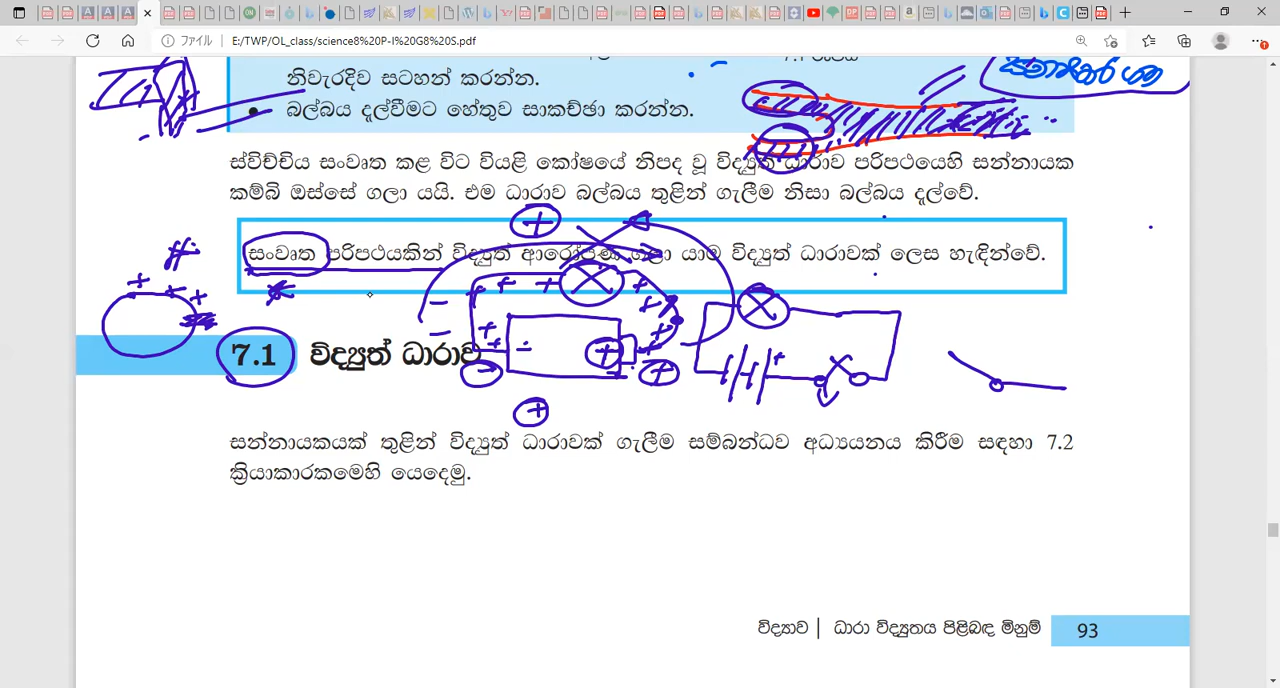 ෆයිල්
E:/TWP/OL_class/science8%20P-I%20G8%20S.pdf
නිවැරදිව සටහන් කරන්න.
• බල්බය දැල්වීමට හේතුව සාකච්ඡා කරන්න.
ස්විච්චිය සංවෘත කළ විට වියළි කෝෂයේ නිපද වූ විද්‍යුත් ධාරාව පරිපථයෙහි සන්නායක
කම්බි ඔස්සේ ගලා යයි. එම ධාරාව බල්බය තුළින් ගැලීම නිසා බල්බය දැල්වේ.
සංවෘත පරිපථයකින් විද්‍යුත් ආරෝපණ ගලා යාම විද්‍යුත් ධාරාවක් ලෙස හැඳින්වේ.
7.1 විද්‍යුත් ධාරාව
සන්නායකයක් තුළින් විද්‍යුත් ධාරාවක් ගැලීම සම්බන්ධව අධ්‍යයනය කිරීම සඳහා 7.2
ක්‍රියාකාරකමෙහි යෙදෙමු.
විද්‍යාව | ධාරා විද්‍යුතය පිළිබඳ මිනුම් 93